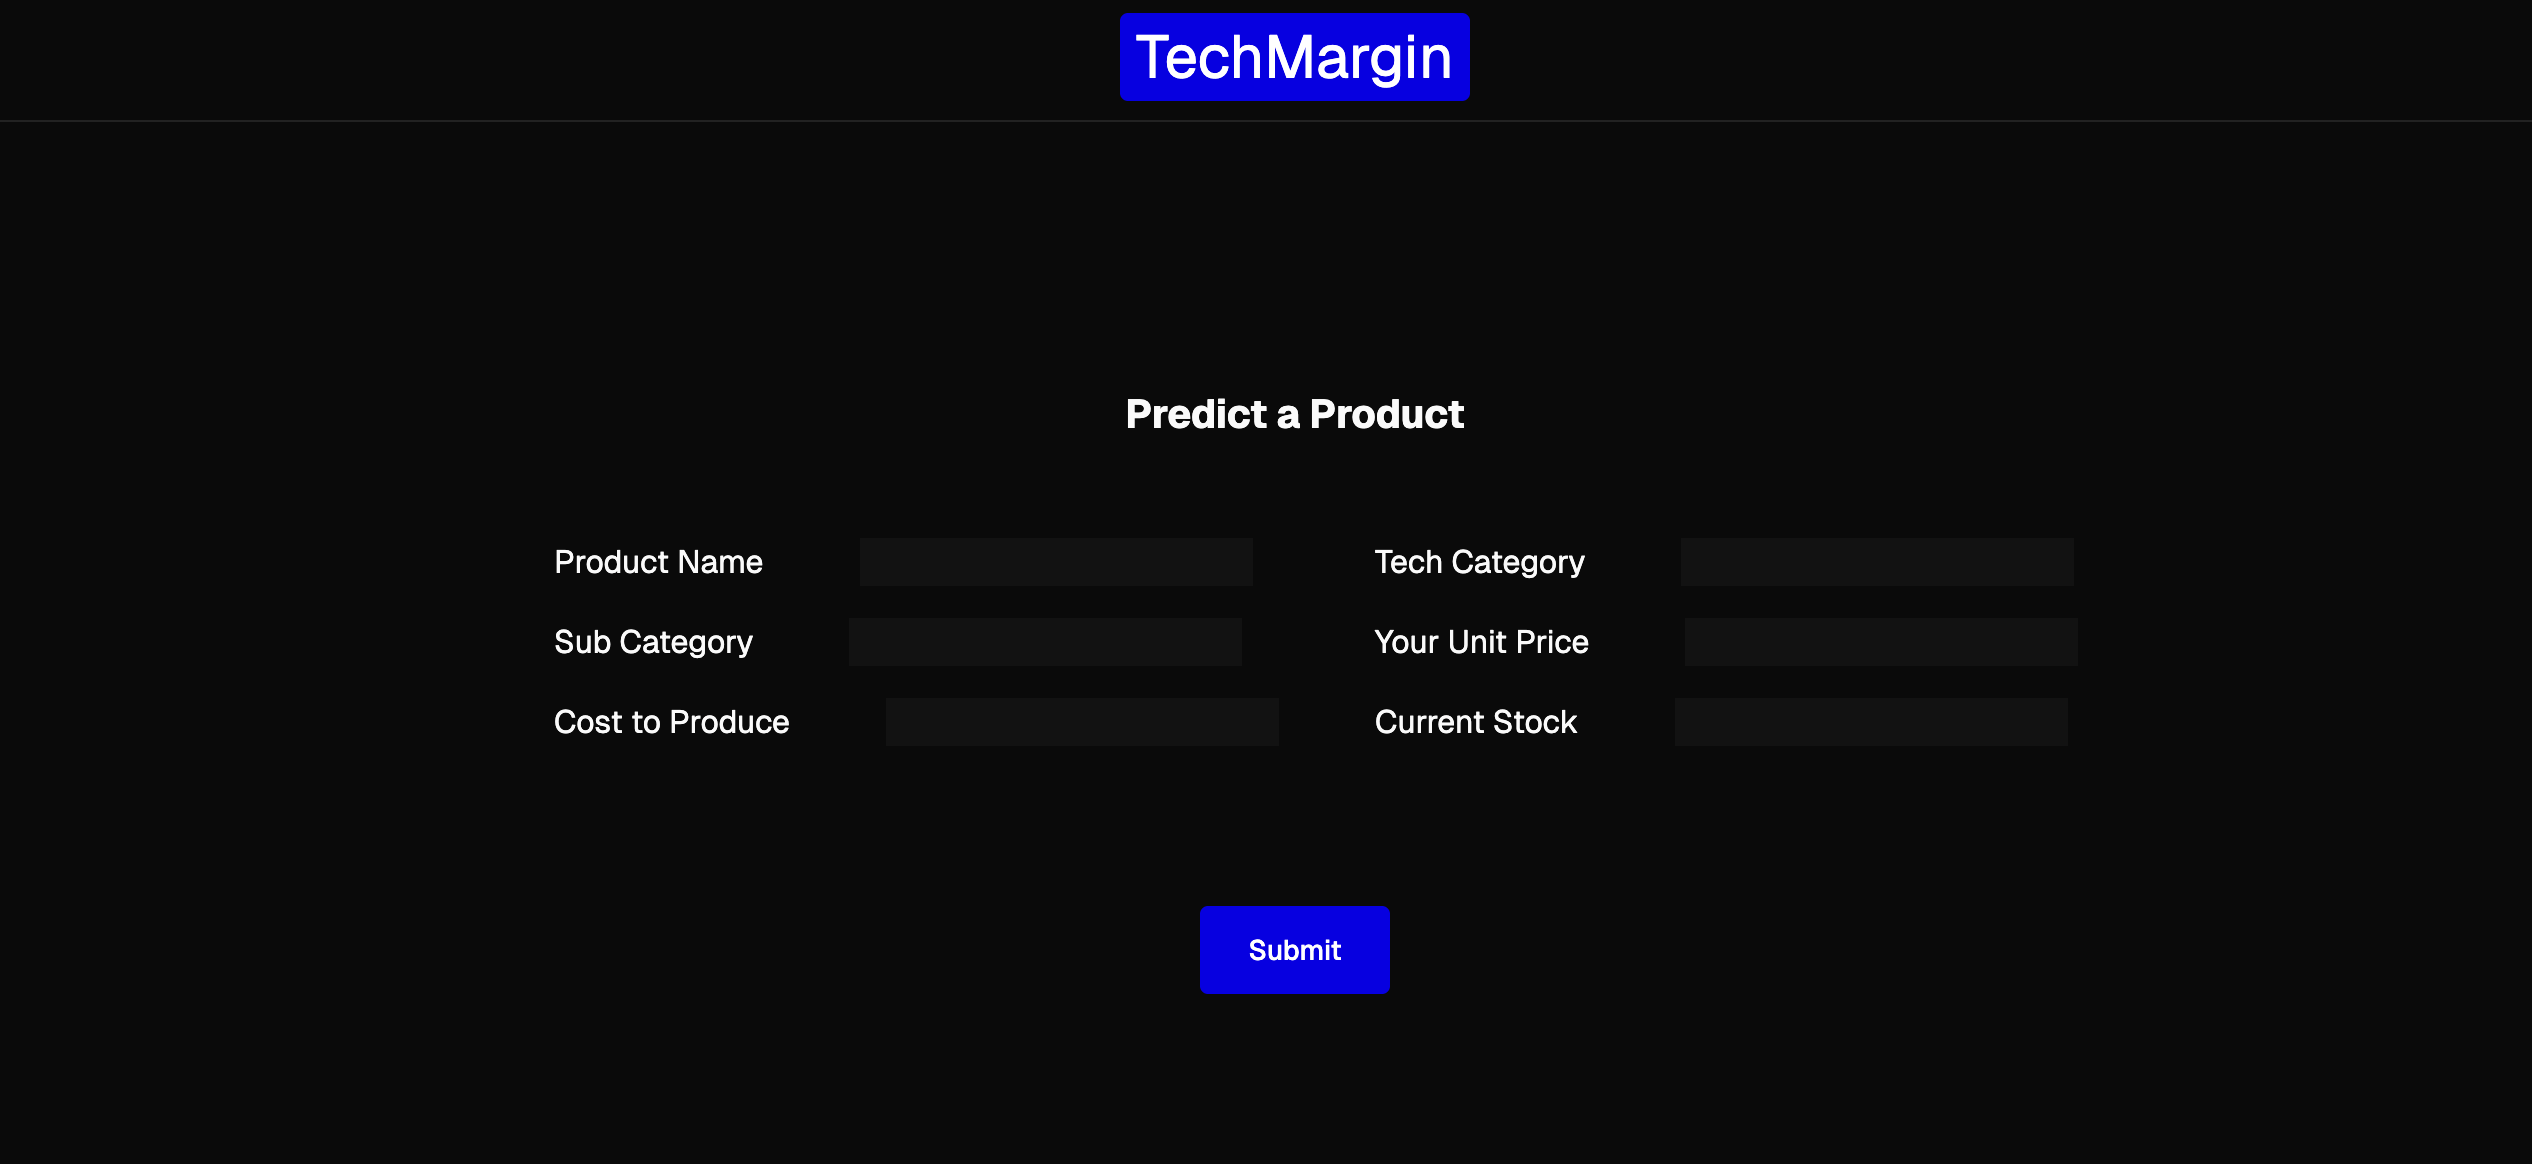 TechMargin
Predict a Product
Product Name
Tech Category
Sub Category
Your Unit Price
Cost to Produce
Current Stock
Submit